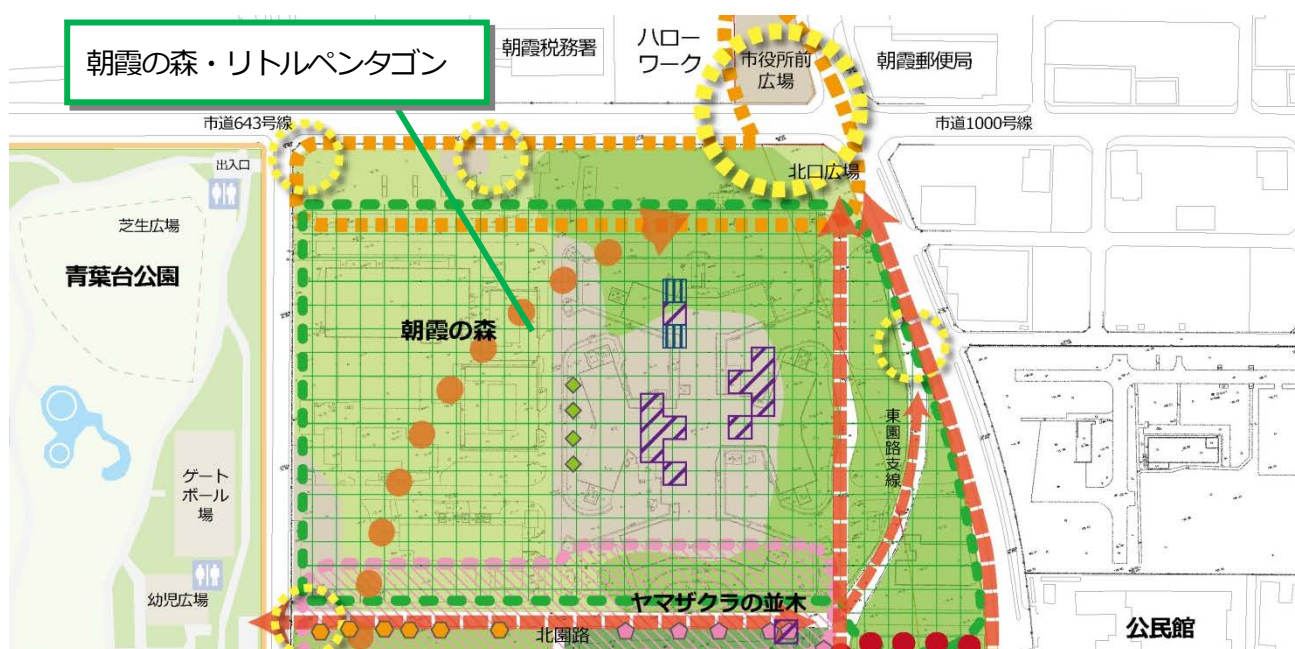 朝霞の森・リトルペンタゴン
朝霞税務署
ハロー
ワーク
市役所前
広場
朝霞郵便局
市道643号線
市道1000号線
出入口
北口広場
芝生広場
青葉台公園
朝霞の森
東園路支線
ゲート
ボール
場
幼児広場
ヤマザクラの並木
北園路
公民館